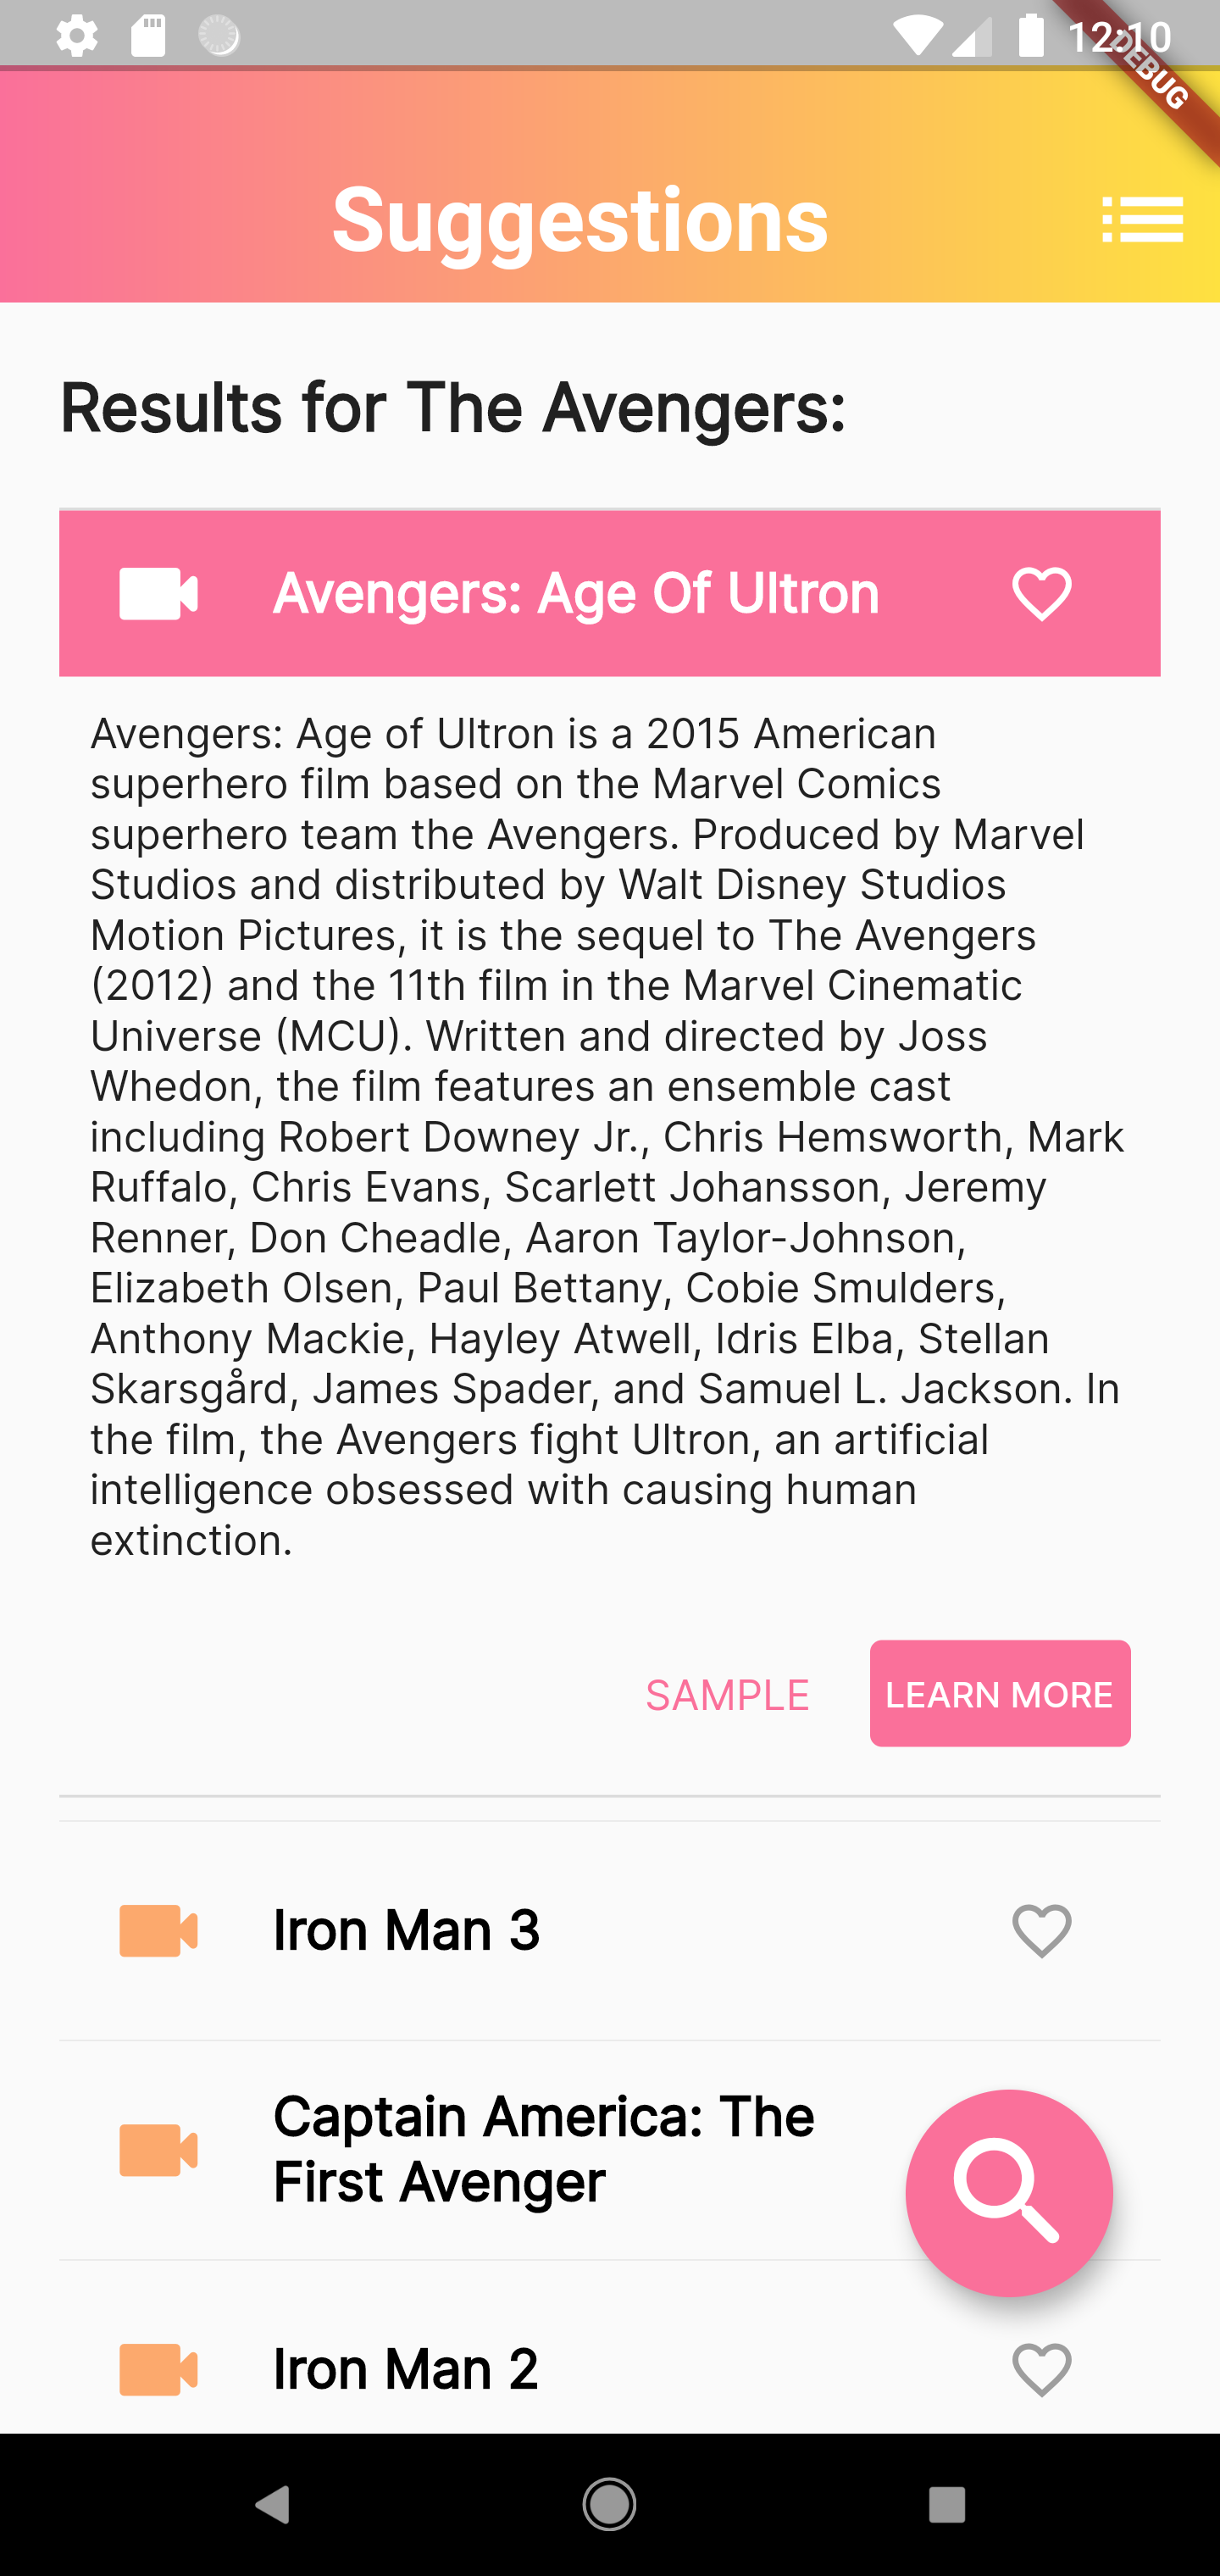 12:10
DEBUG
Suggestions
Results for The Avengers:
Avengers: Age Of Ultron
Avengers: Age of Ultron is a 2015 American
superhero film based on the Marvel Comics
superhero team the Avengers. Produced by Marvel
Studios and distributed by Walt Disney Studios
Motion Pictures, it is the sequel to The Avengers
(2012) and the 11th film in the Marvel Cinematic
Universe (MCU). Written and directed by Joss
Whedon, the film features an ensemble cast
including Robert Downey Jr., Chris Hemsworth, Mark
Ruffalo, Chris Evans, Scarlett Johansson, Jeremy
Renner, Don Cheadle, Aaron Taylor-Johnson,
Elizabeth Olsen, Paul Bettany, Cobie Smulders,
Anthony Mackie, Hayley Atwell, Idris Elba, Stellan
Skarsgård, James Spader, and Samuel L. Jackson. In
the film, the Avengers fight Ultron, an artificial
intelligence obsessed with causing human
extinction.
SAMPLE
LEARN MORE
Iron Man 3
Captain America: The
First Avenger
Iron Man 2